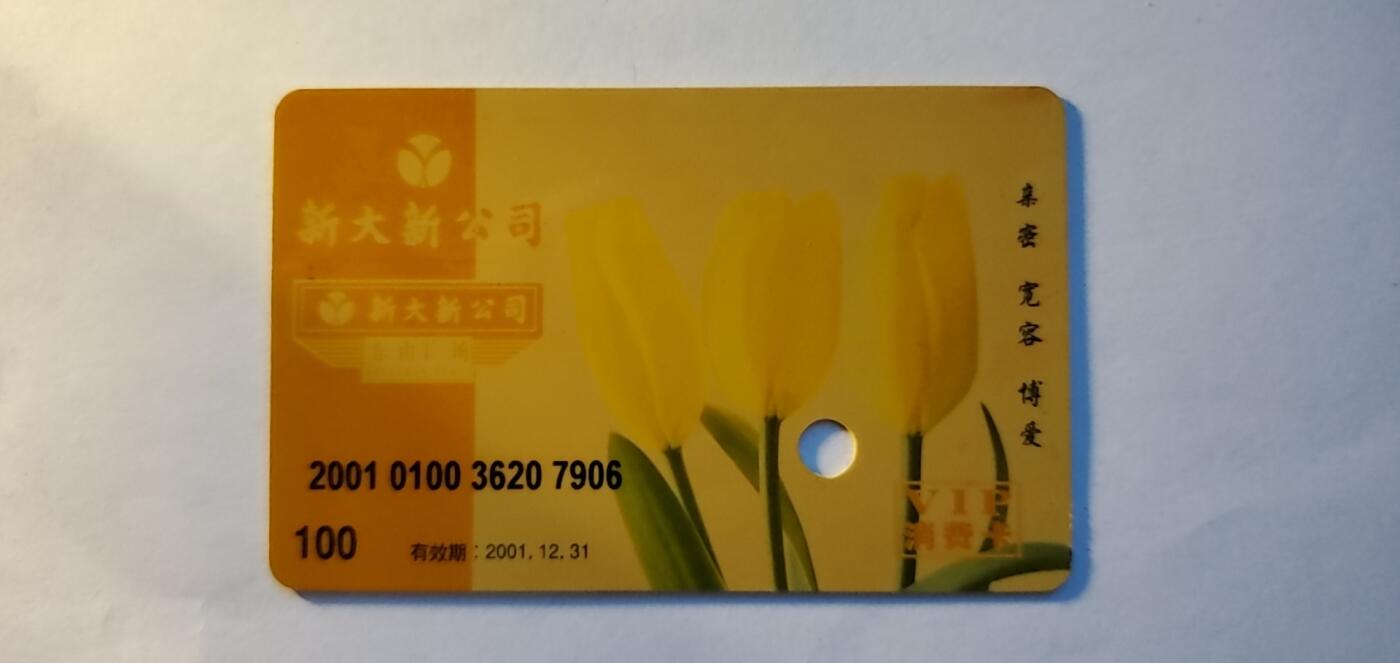 新大新公司
新大新公司
2001 0100 3620 7906
100
有效期：2001.12.31
亲密 宽容 博爱
VIP
消费卡